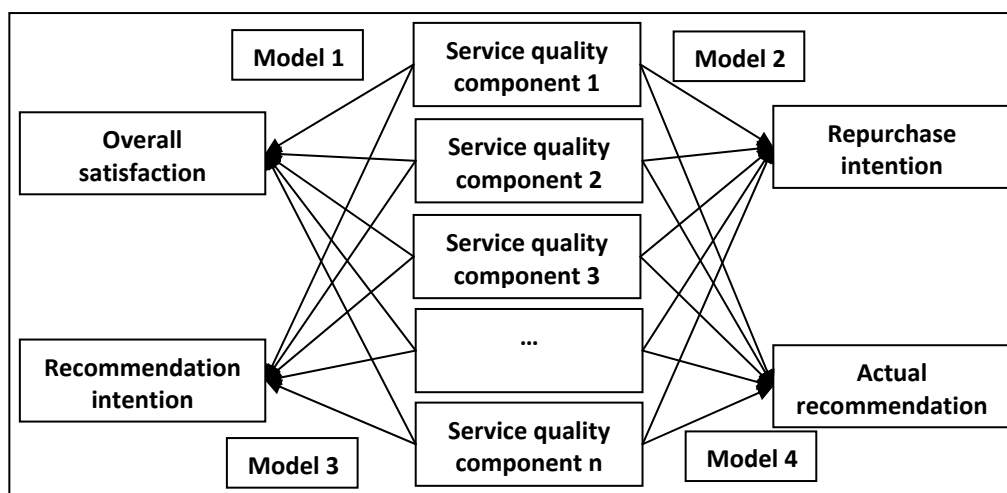 Model 1
Service quality
component 1
Model 2
Overall
satisfaction
Service quality
component 2
Repurchase
intention
Service quality
component 3
...
Recommendation
intention
Actual
recommendation
Service quality
component n
Model 3
Model 4